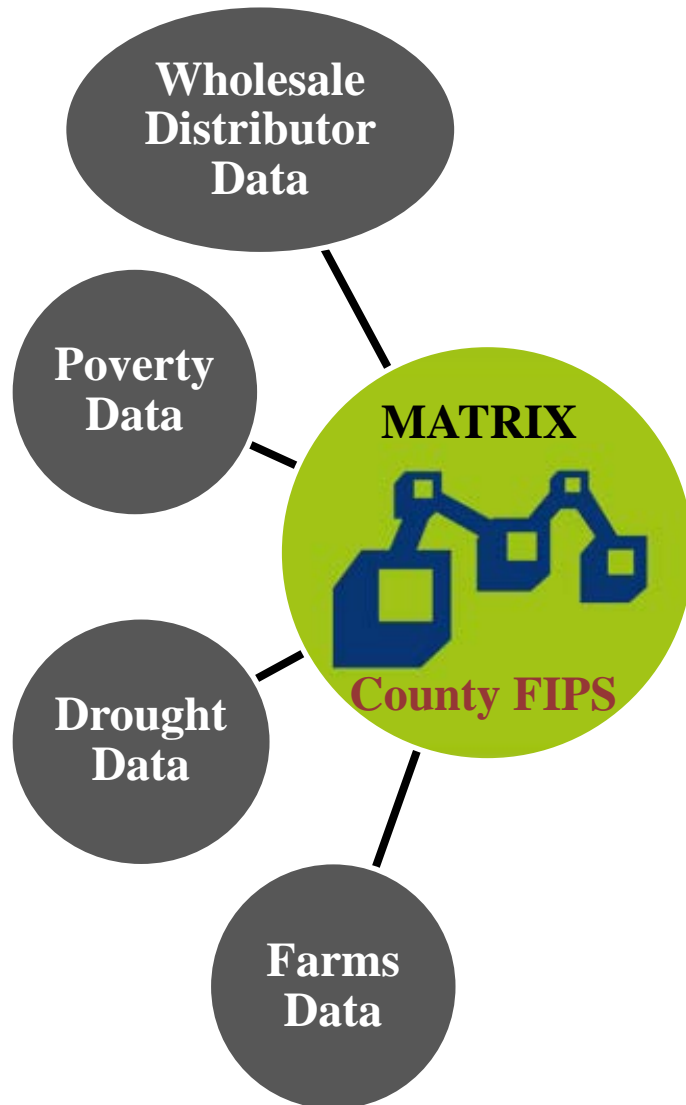 Wholesale
Distributor
Data
Poverty
Data
MATRIX
County FIPS
Drought
Data
Farms
Data